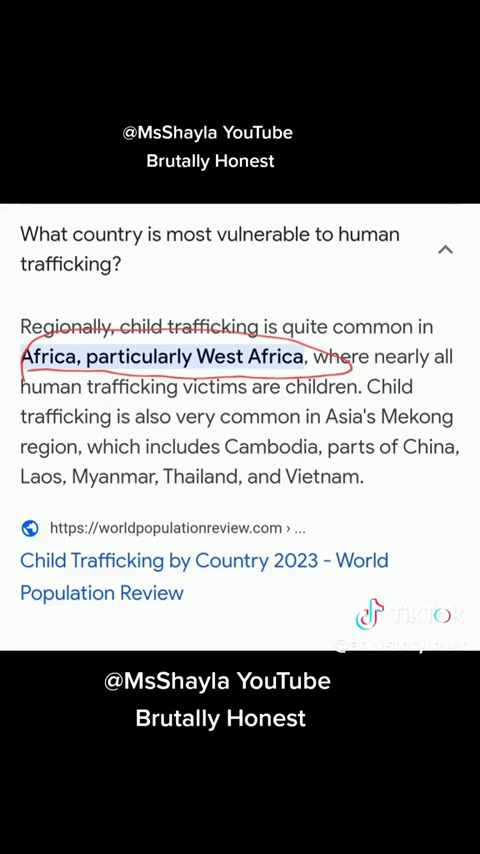 @MsShayla YouTube
Brutally Honest
What country is most vulnerable to human
trafficking?
Regionally, child trafficking is quite common in
Africa, particularly West Africa, where nearly all
human trafficking victims are children. Child
trafficking is also very common in Asia's Mekong
region, which includes Cambodia, parts of China,
Laos, Myanmar, Thailand, and Vietnam.
https://worldpopulationreview.com › ...
Child Trafficking by Country 2023 - World
Population Review
TikTok
@MsShayla YouTube
Brutally Honest